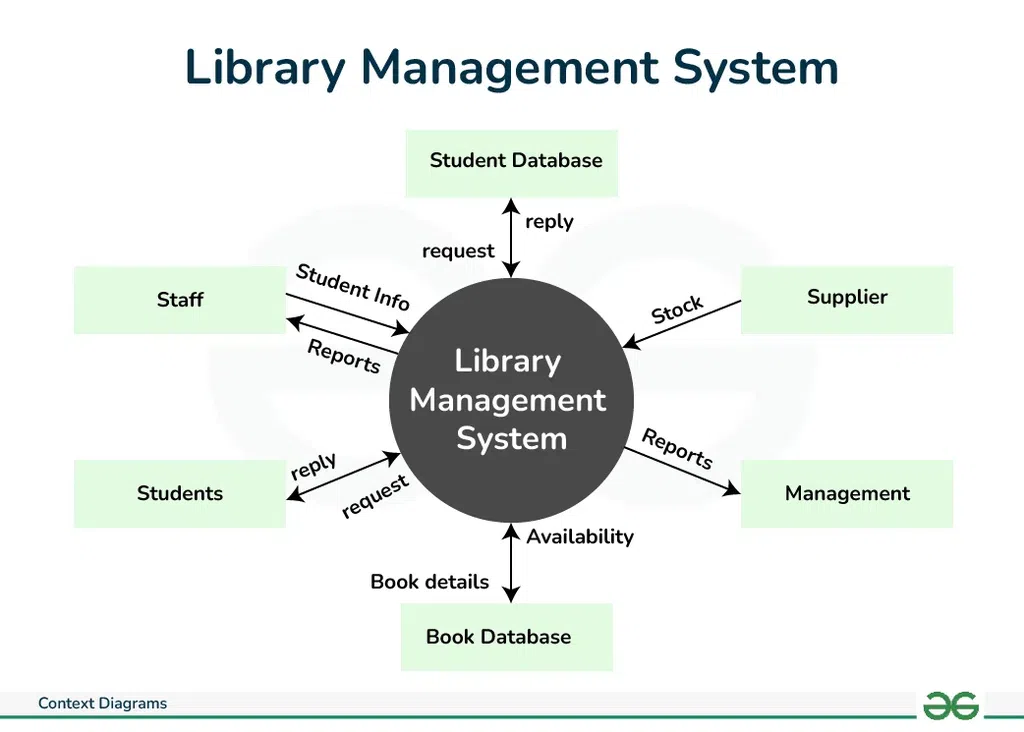 Library Management System
Student Database
reply
request
Student Info
Staff
Reports
Stock
Supplier
Library
Management
System
reply
request
Students
Reports
Management
Availability
Book details
Book Database
Context Diagrams